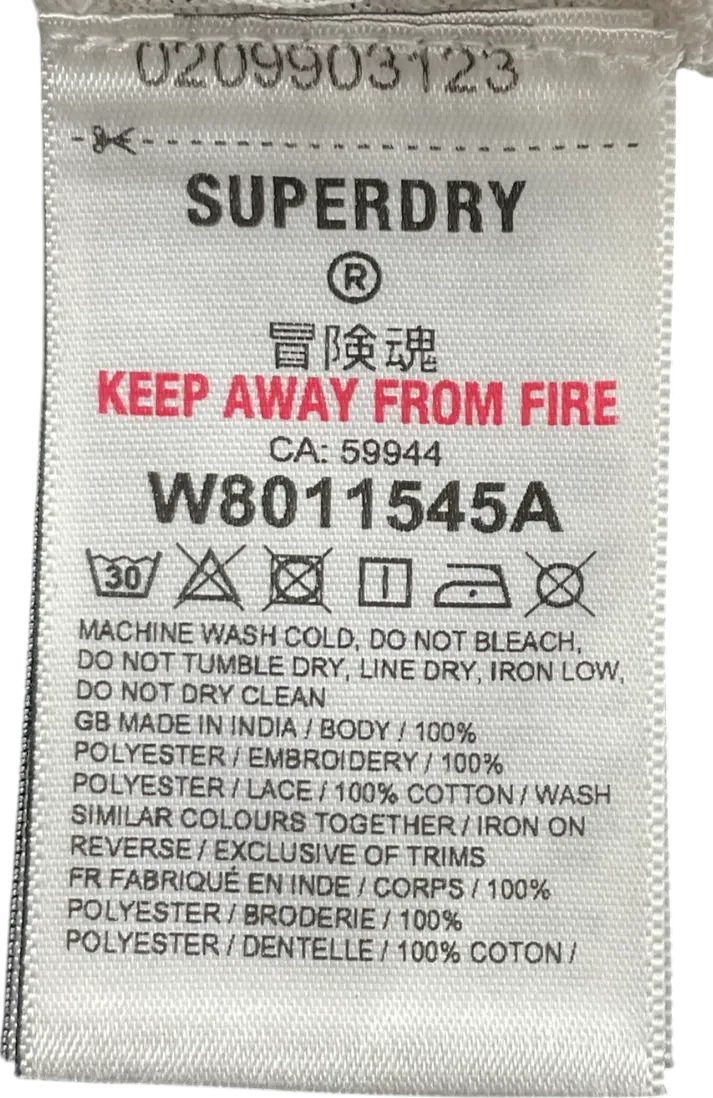 0209903123
SUPERDRY
®
冒険魂
KEEP AWAY FROM FIRE
CA: 59944
W8011545A
30
MACHINE WASH COLD, DO NOT BLEACH,
DO NOT TUMBLE DRY, LINE DRY, IRON LOW,
DO NOT DRY CLEAN
GB MADE IN INDIA / BODY / 100%
POLYESTER / EMBROIDERY / 100%
POLYESTER / LACE / 100% COTTON / WASH
SIMILAR COLOURS TOGETHER / IRON ON
REVERSE / EXCLUSIVE OF TRIMS
FR FABRIQUÉ EN INDE / CORPS / 100%
POLYESTER / BRODERIE / 100%
POLYESTER / DENTELLE / 100% COTON /